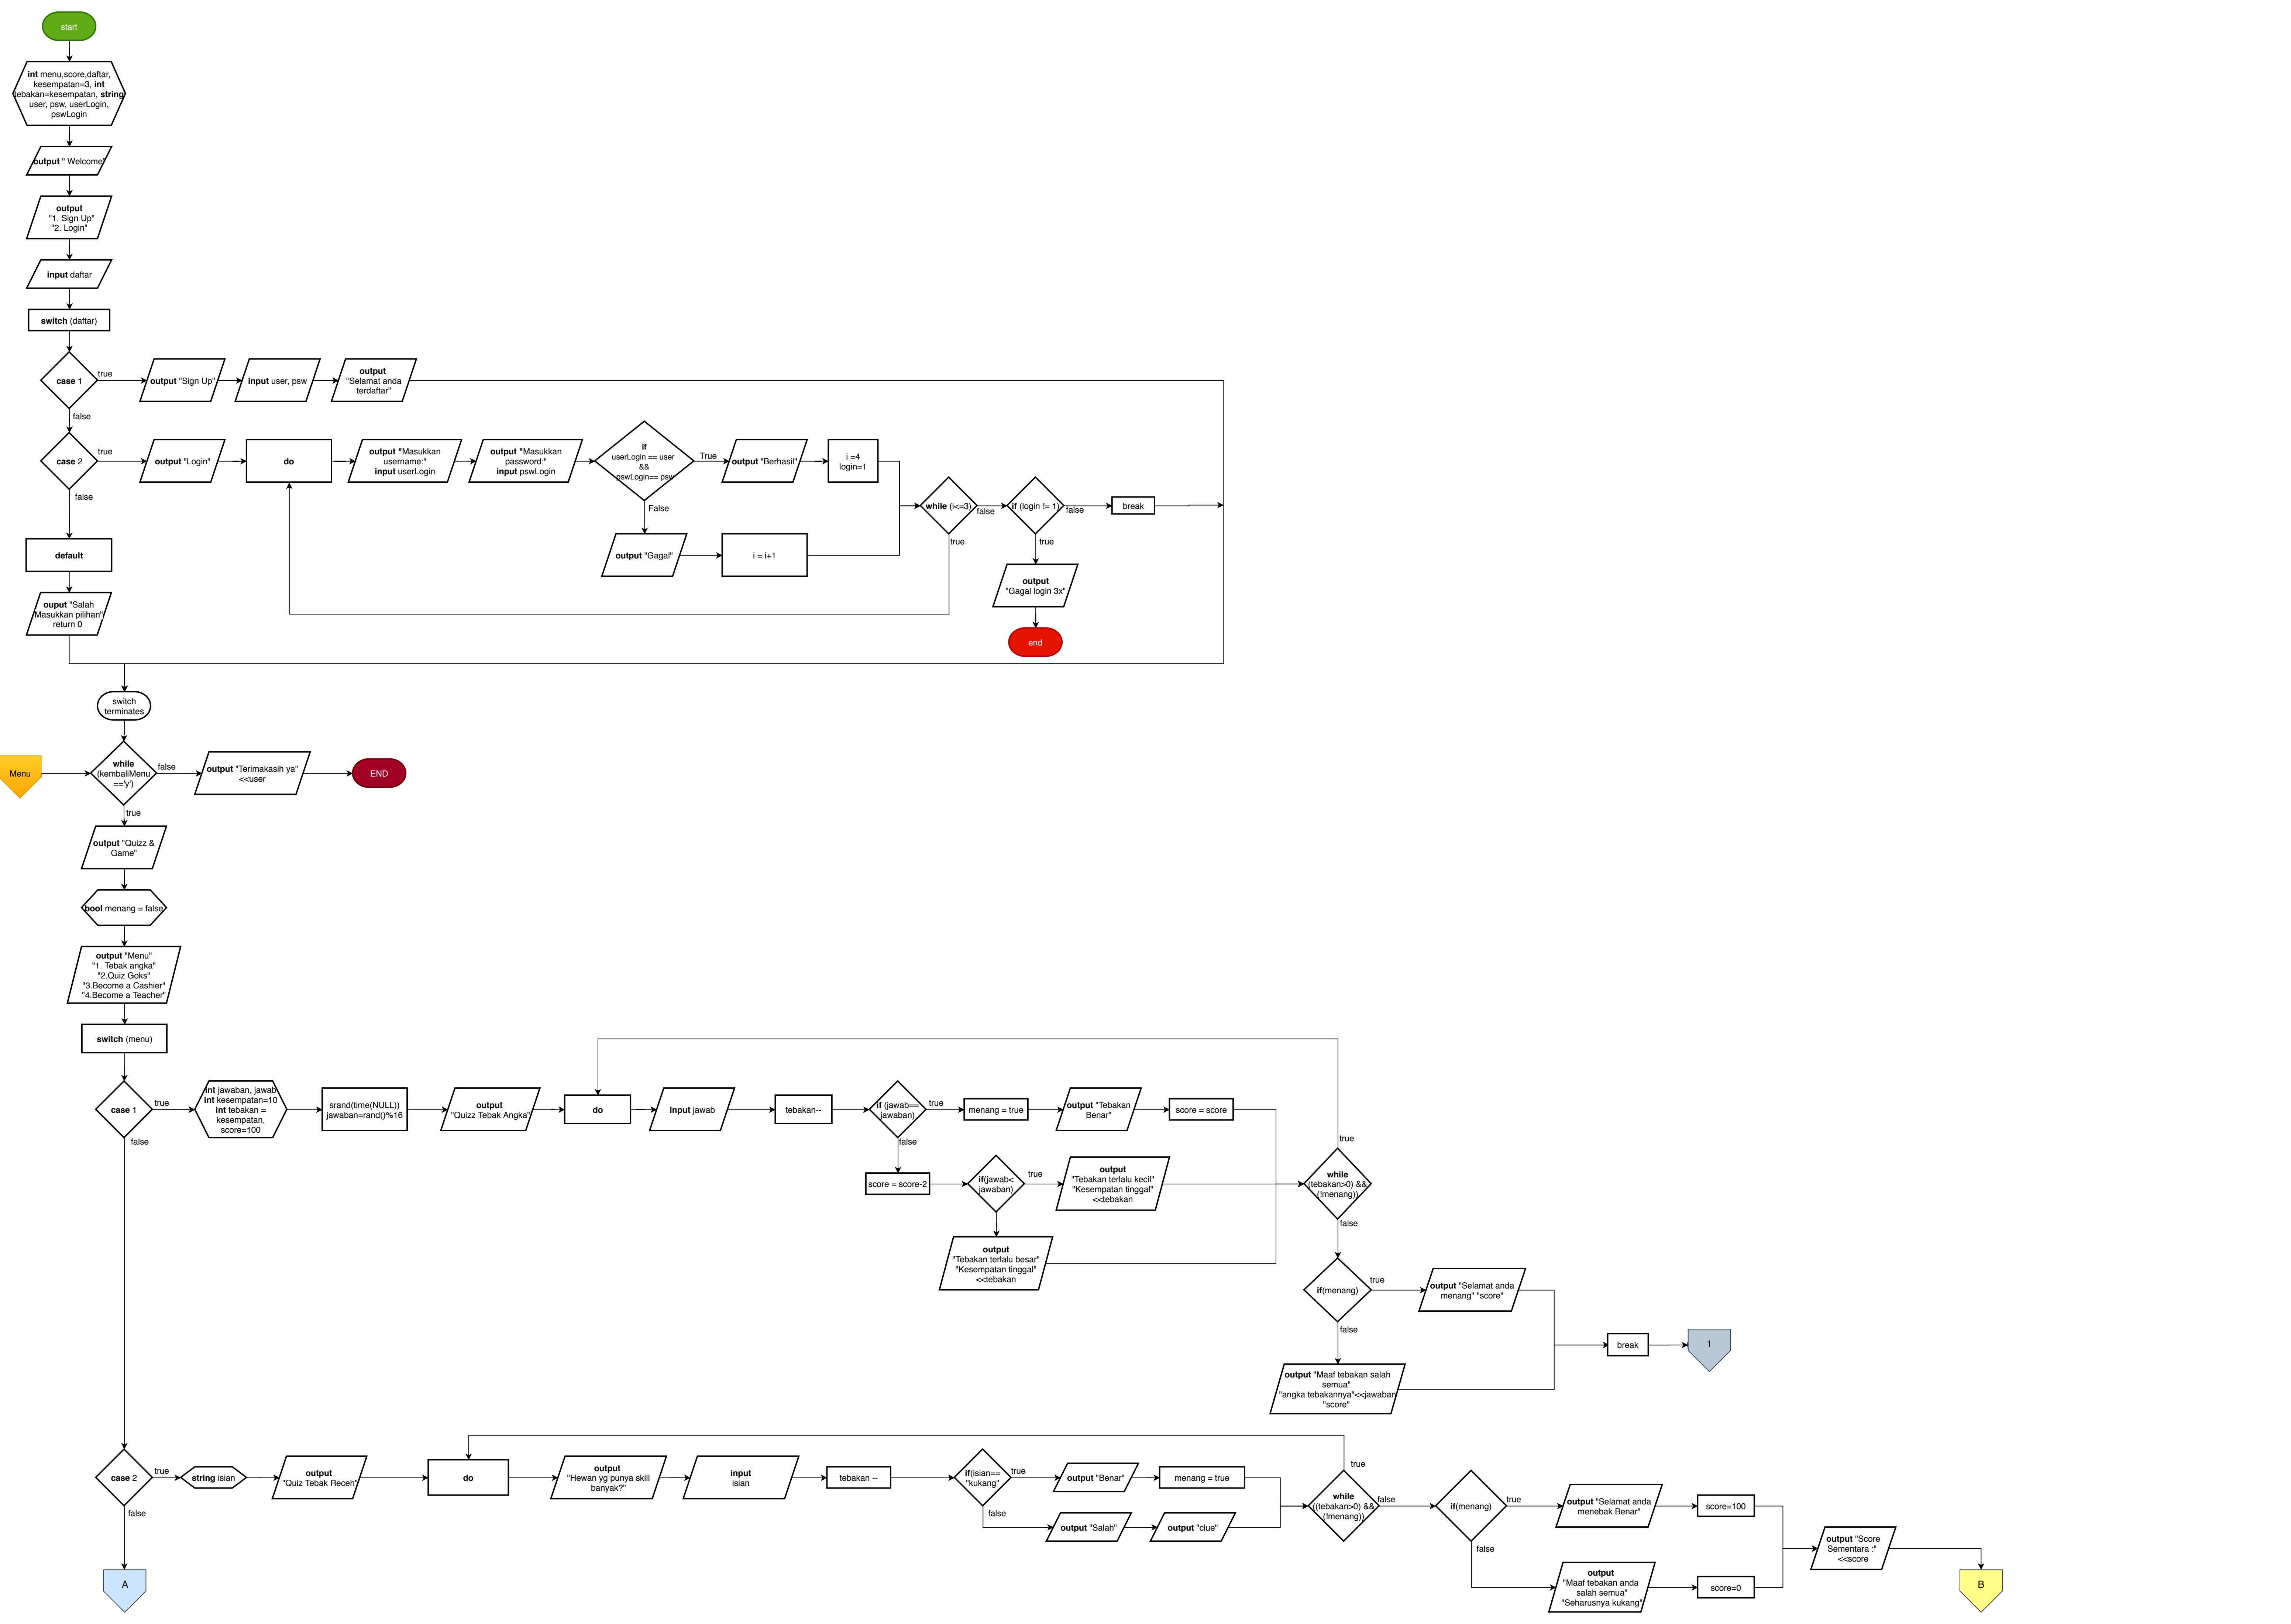 start
int menu,score,daftar,
kesempatan=3, int
tebakan=kesempatan, string
user, psw, userLogin,
pswLogin
output " Welcome"
output
"1. Sign Up"
"2. Login"
input daftar
switch (daftar)
case 1
true
output "Sign Up"
input user, psw
output
"Selamat anda
terdaftar"
false
case 2
true
output "Login"
do
output "Masukkan
username:"
input userLogin
output "Masukkan
password:"
input pswLogin
if
userLogin == user
&&
pswLogin== psw
True
output "Berhasil"
i =4
login=1
False
output "Gagal"
i = i+1
while (i<=3)
false
true
if (login != 1)
false
break
true
output
"Gagal login 3x"
end
false
default
ouput "Salah
Masukkan pilihan"
return 0
switch
terminates
Menu
while
(kembaliMenu
=='y')
false
output "Terimakasih ya"
<<user
END
true
output "Quizz &
Game"
bool menang = false
output "Menu"
"1. Tebak angka"
"2.Quiz Goks"
"3.Become a Cashier"
"4.Become a Teacher"
switch (menu)
case 1
true
int jawaban, jawab
int kesempatan=10
int tebakan =
kesempatan,
score=100
srand(time(NULL))
jawaban=rand()%16
output
"Quizz Tebak Angka"
do
input jawab
tebakan--
if (jawab==
jawaban)
true
menang = true
output "Tebakan
Benar"
score = score
false
score = score-2
if(jawab<
jawaban)
true
output
"Tebakan terlalu kecil"
"Kesempatan tinggal"
<<tebakan
output
"Tebakan terlalu besar"
"Kesempatan tinggal"
<<tebakan
true
while
(tebakan>0) &&
(!menang))
false
if(menang)
true
output "Selamat anda
menang" "score"
false
output "Maaf tebakan salah
semua"
"angka tebakannya"<<jawaban
"score"
break
1
false
case 2
true
string isian
output
"Quiz Tebak Receh"
do
output
"Hewan yg punya skill
banyak?"
input
isian
tebakan --
if(isian==
"kukang"
true
output "Benar"
menang = true
false
output "Salah"
output "clue"
true
while
((tebakan>0) &&
(!menang))
false
if(menang)
true
output "Selamat anda
menebak Benar"
score=100
false
output
"Maaf tebakan anda
salah semua"
"Seharusnya kukang"
score=0
output "Score
Sementara :"
<<score
B
false
A